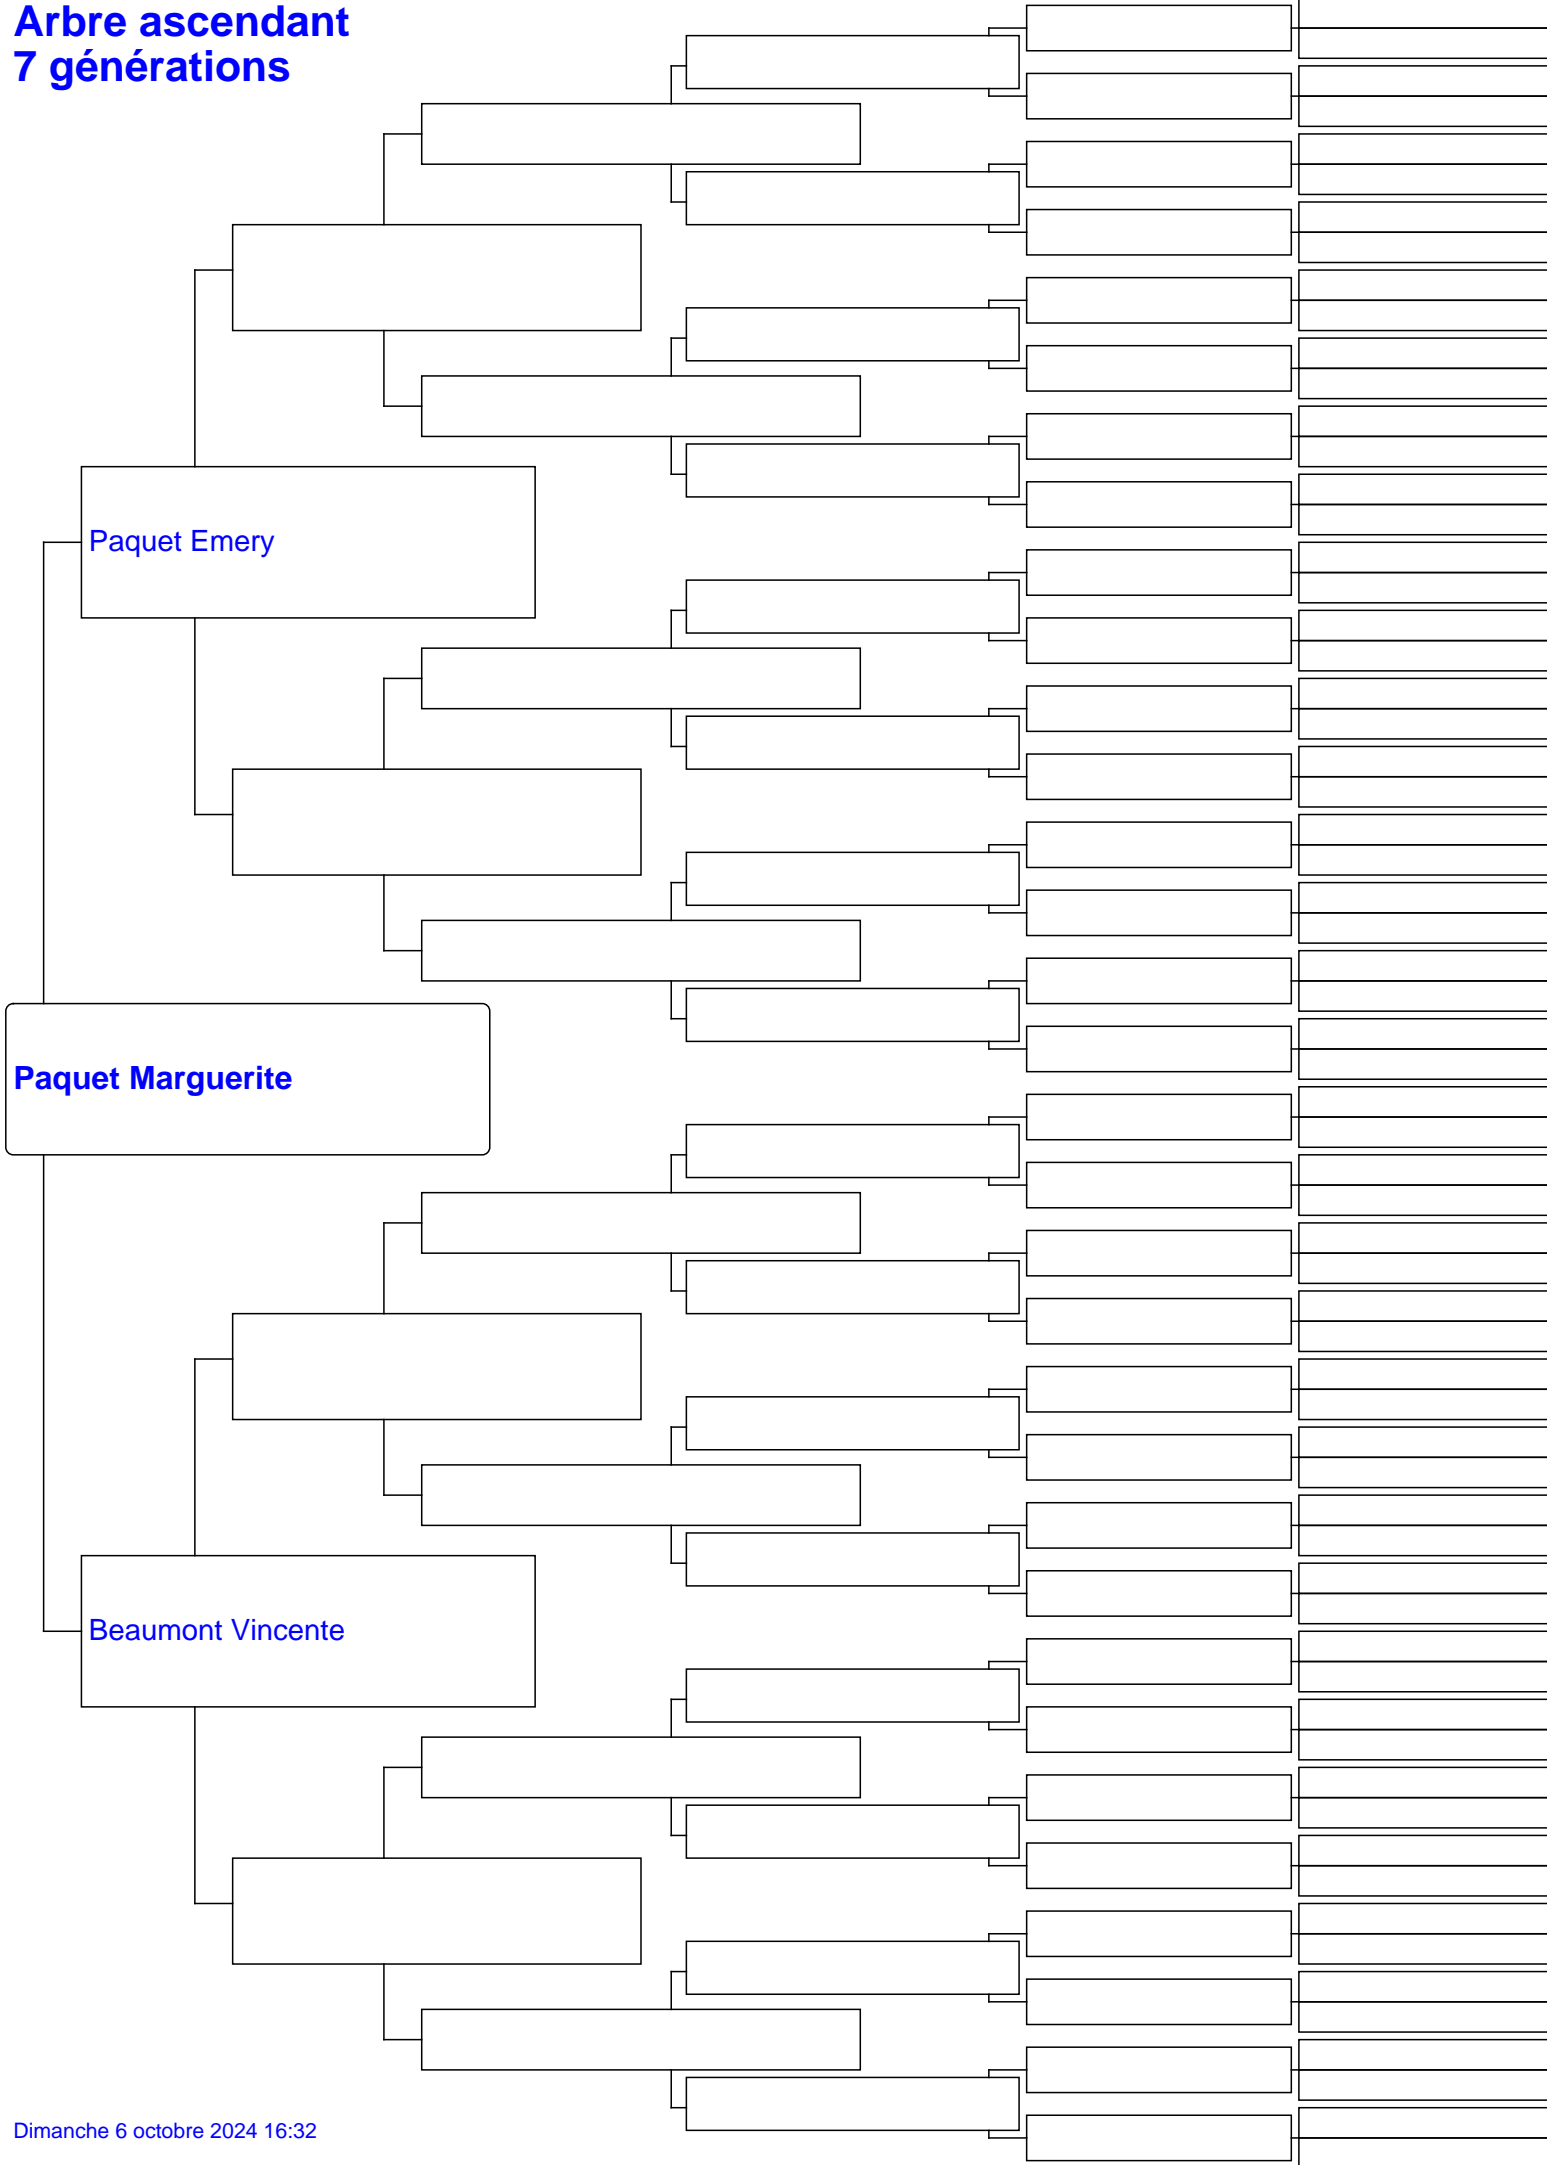 Arbre ascendant
7 générations
Paquet Emery
Paquet Marguerite
Beaumont Vincente
Dimanche 6 octobre 2024 16:32